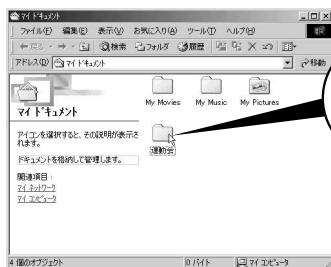 マイ ドキュメント
ファイル(F) 編集(E) 表示(V) お気に入り(A) ツール(T) ヘルプ(H)
戻る 検索 フォルダ 履歴
アドレス(D) マイ ドキュメント 移動
マイ ドキュメント
アイコンを選択すると、その説明が表示されます。
ドキュメントを格納して管理します。
関連項目:
マイ ネットワーク
マイ コンピュータ
My Movies My Music My Pictures
運動会
4 個のオブジェクト 0 バイト マイ コンピュータ